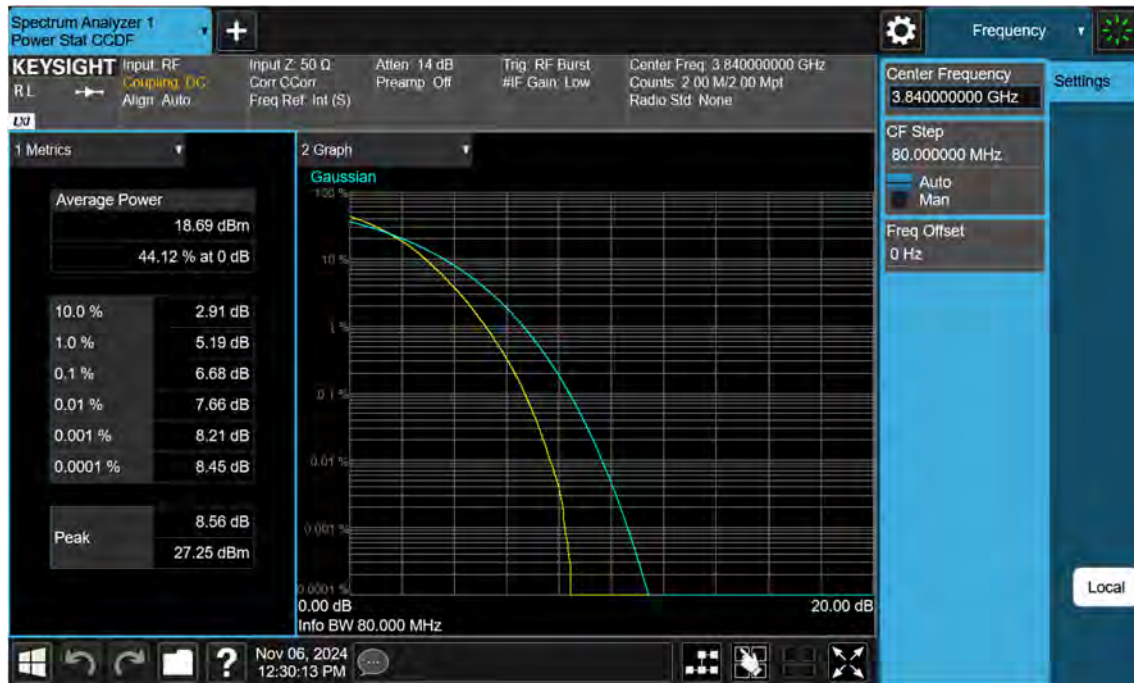 Spectrum Analyzer 1
Power Stat CCDF
Frequency
KEYSIGHT
RL
LXI
Input: RF
Coupling: DC
Align: Auto
Input Z: 50 Ω
Corr CCorr
Freq Ref: Int (S)
Atten: 14 dB
Preamp: Off
Trig: RF Burst
#IF Gain: Low
Center Freq: 3.840000000 GHz
Counts: 2.00 M/2.00 Mpt
Radio Std: None
Center Frequency
3.840000000 GHz
Settings
CF Step
80.000000 MHz
Auto
Man
Freq Offset
0 Hz
Local
1 Metrics
Average Power
18.69 dBm
44.12 % at 0 dB
10.0 % 2.91 dB
1.0 % 5.19 dB
0.1 % 6.68 dB
0.01 % 7.66 dB
0.001 % 8.21 dB
0.0001 % 8.45 dB
Peak
8.56 dB
27.25 dBm
2 Graph
Gaussian
100 %
10 %
1 %
0.1 %
0.01 %
0.001 %
0.0001 %
0.00 dB 20.00 dB
Info BW 80.000 MHz
?
Nov 06, 2024
12:30:13 PM